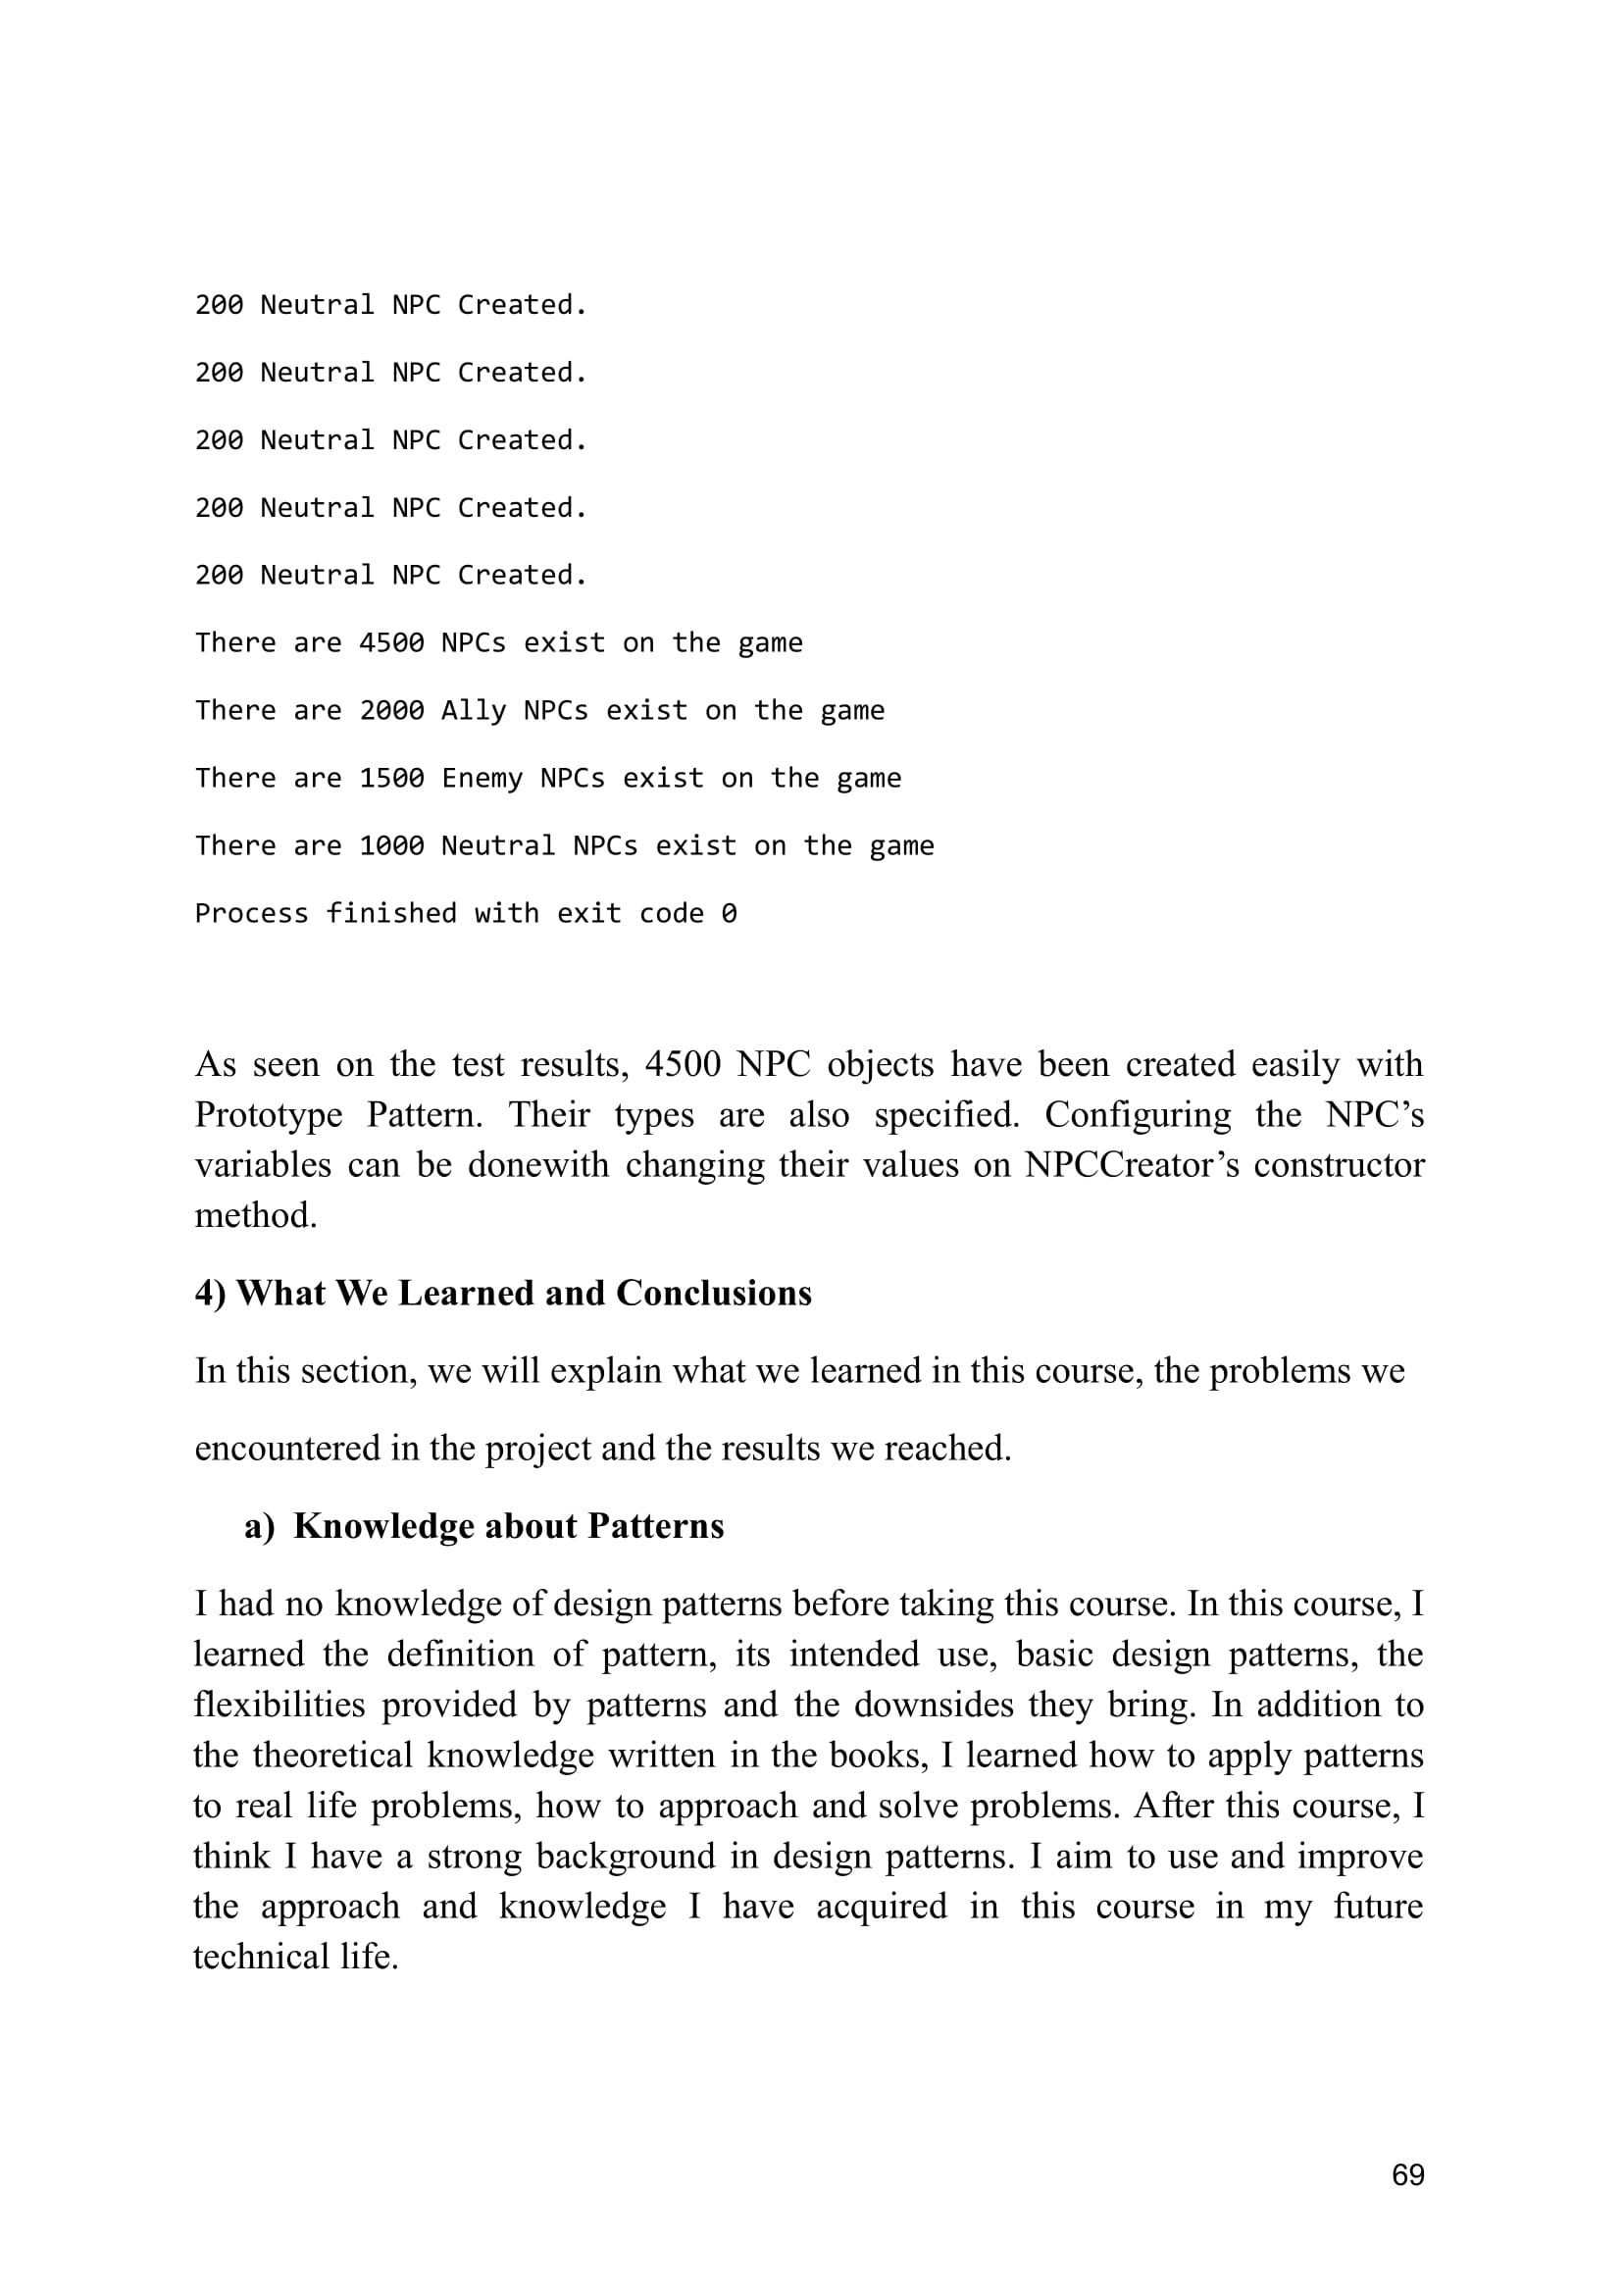 200 Neutral NPC Created.
200 Neutral NPC Created.
200 Neutral NPC Created.
200 Neutral NPC Created.
200 Neutral NPC Created.
There are 4500 NPCs exist on the game
There are 2000 Ally NPCs exist on the game
There are 1500 Enemy NPCs exist on the game
There are 1000 Neutral NPCs exist on the game
Process finished with exit code 0
As seen on the test results, 4500 NPC objects have been created easily with
Prototype Pattern. Their types are also specified. Configuring the NPC’s
variables can be donewith changing their values on NPCCreator’s constructor
method.
4) What We Learned and Conclusions
In this section, we will explain what we learned in this course, the problems we
encountered in the project and the results we reached.
a) Knowledge about Patterns
I had no knowledge of design patterns before taking this course. In this course, I
learned the definition of pattern, its intended use, basic design patterns, the
flexibilities provided by patterns and the downsides they bring. In addition to
the theoretical knowledge written in the books, I learned how to apply patterns
to real life problems, how to approach and solve problems. After this course, I
think I have a strong background in design patterns. I aim to use and improve
the approach and knowledge I have acquired in this course in my future
technical life.
69